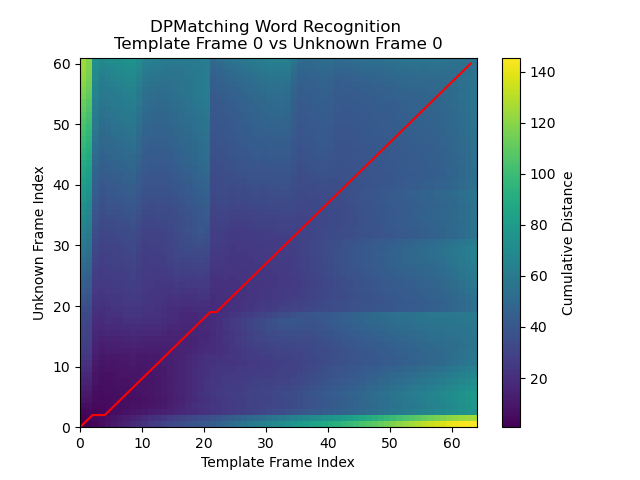 DPMatching Word Recognition
Template Frame 0 vs Unknown Frame 0
60
50
40
30
20
10
0
Unknown Frame Index
0 10 20 30 40 50 60
Template Frame Index
140
120
100
80
60
40
20
Cumulative Distance